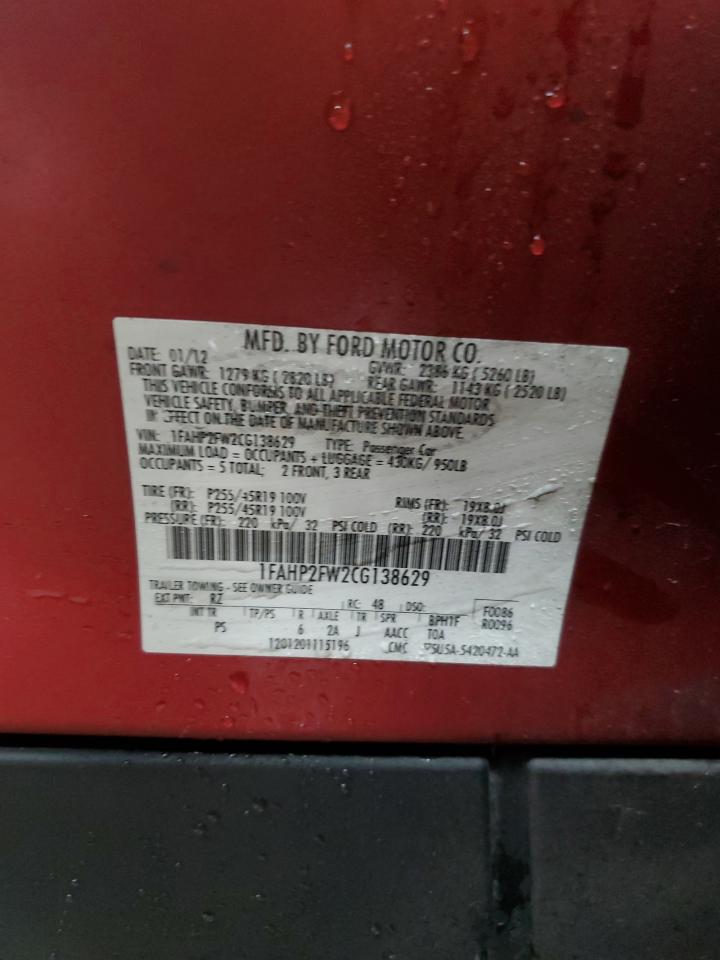 MFD. BY FORD MOTOR CO.
DATE: 01/12 GVWR: 2386 KG ( 5260 LB)
FRONT GAWR: 1279 KG ( 2820 LB) REAR GAWR: 1143 KG ( 2520 LB)
THIS VEHICLE CONFORMS TO ALL APPLICABLE FEDERAL MOTOR
VEHICLE SAFETY, BUMPER, AND THEFT PREVENTION STANDARDS
IN EFFECT ON THE DATE OF MANUFACTURE SHOWN ABOVE.
VIN: 1FAHP2FW2CG138629 TYPE: Passenger Car
MAXIMUM LOAD = OCCUPANTS + LUGGAGE = 430KG/ 950LB
OCCUPANTS = 5 TOTAL; 2 FRONT, 3 REAR
TIRE (FR): P255/45R19 100V RIMS (FR): 19X8.0J
(RR): P255/45R19 100V (RR): 19X8.0J
PRESSURE (FR): 220 kPa/ 32 PSI COLD (RR): 220 kPa/ 32 PSI COLD
1FAHP2FW2CG138629
TRAILER TOWING - SEE OWNER GUIDE
EXT PNT: RZ RC: 48 DSO: F0086
INT TR TP/PS R AXLE TR SPR BPHTF R0096
PS 6 2A J AACC TOA
1201201115196 CMC 5U5A-5420472-AA